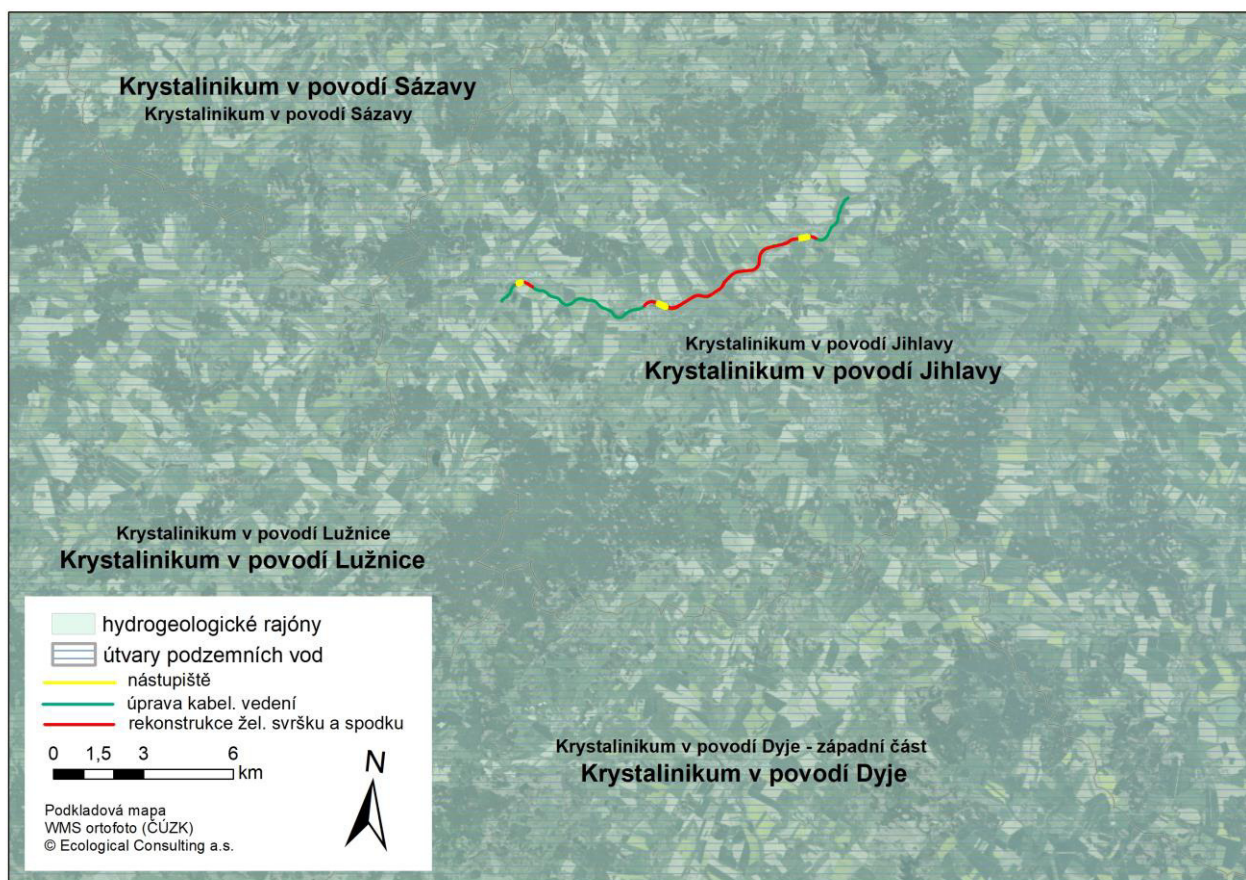 Krystalinikum v povodí Sázavy
Krystalinikum v povodí Sázavy
Krystalinikum v povodí Jihlavy
Krystalinikum v povodí Jihlavy
Krystalinikum v povodí Lužnice
Krystalinikum v povodí Lužnice
Krystalinikum v povodí Dyje - západní část
Krystalinikum v povodí Dyje
hydrogeologické rajóny
útvary podzemních vod
nástupiště
úprava kabel. vedení
rekonstrukce žel. svršku a spodku
0 1,5 3 6
km
N
Podkladová mapa
WMS ortofoto (ČÚZK)
© Ecological Consulting a.s.